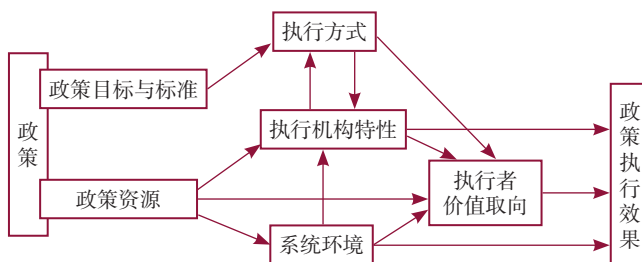 执行方式
政策目标与标准
政策
执行机构特性
政策资源
执行者
价值取向
系统环境
政策执行效果